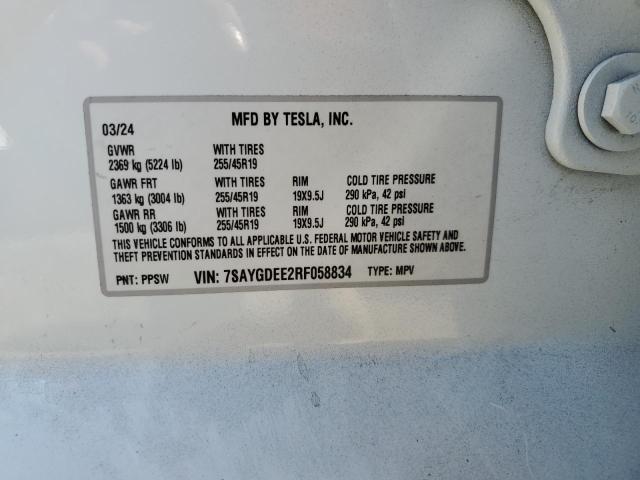 MFD BY TESLA, INC.
03/24
GVWR WITH TIRES
2369 kg (5224 lb) 255/45R19
GAWR FRT WITH TIRES RIM COLD TIRE PRESSURE
1363 kg (3004 lb) 255/45R19 19X9.5J 290 kPa, 42 psi
GAWR RR WITH TIRES RIM COLD TIRE PRESSURE
1500 kg (3306 lb) 255/45R19 19X9.5J 290 kPa, 42 psi
THIS VEHICLE CONFORMS TO ALL APPLICABLE U.S. FEDERAL MOTOR VEHICLE SAFETY AND
THEFT PREVENTION STANDARDS IN EFFECT ON THE DATE OF MANUFACTURE SHOWN ABOVE.
PNT: PPSW VIN: 7SAYGDEE2RF058834 TYPE: MPV